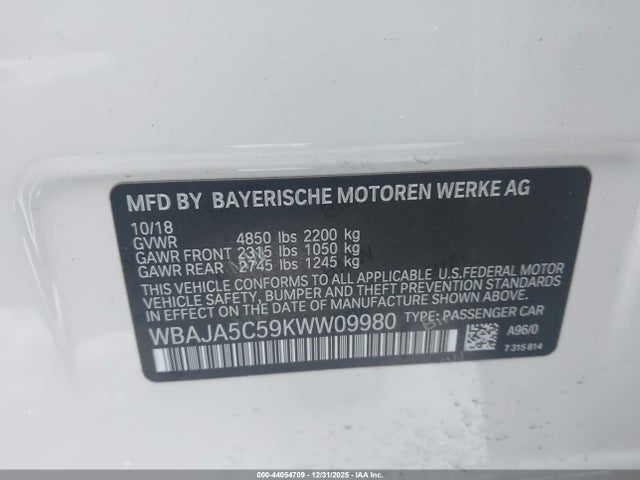 MFD BY BAYERISCHE MOTOREN WERKE AG
10/18
GVWR 4850 lbs 2200 kg
GAWR FRONT 2315 lbs 1050 kg
GAWR REAR 2745 lbs 1245 kg
THIS VEHICLE CONFORMS TO ALL APPLICABLE U.S.FEDERAL MOTOR
VEHICLE SAFETY, BUMPER AND THEFT PREVENTION STANDARDS
IN EFFECT ON THE DATE OF MANUFACTURE SHOWN ABOVE.
WBAJA5C59KWW09980 TYPE: PASSENGER CAR
A96/0
7 315 814
000-44054709 - 12/31/2025 - COPART - IAA